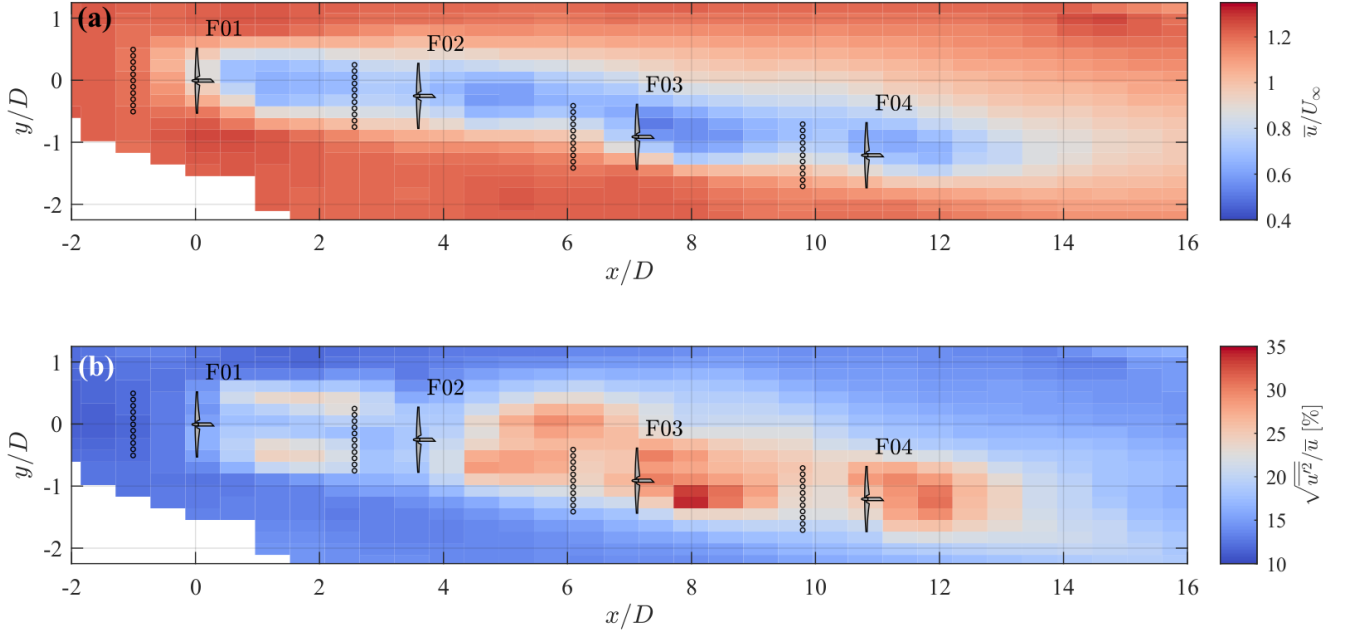 (a)
F01
F02
F03
F04
1
0
-1
-2
y/D
-2 0 2 4 6 8 10 12 14 16
x/D
1.2
1
0.8
0.6
0.4
u̅/U∞
(b)
F01
F02
F03
F04
1
0
-1
-2
y/D
-2 0 2 4 6 8 10 12 14 16
x/D
35
30
25
20
15
10
√u̅'²̅/u̅ [%]